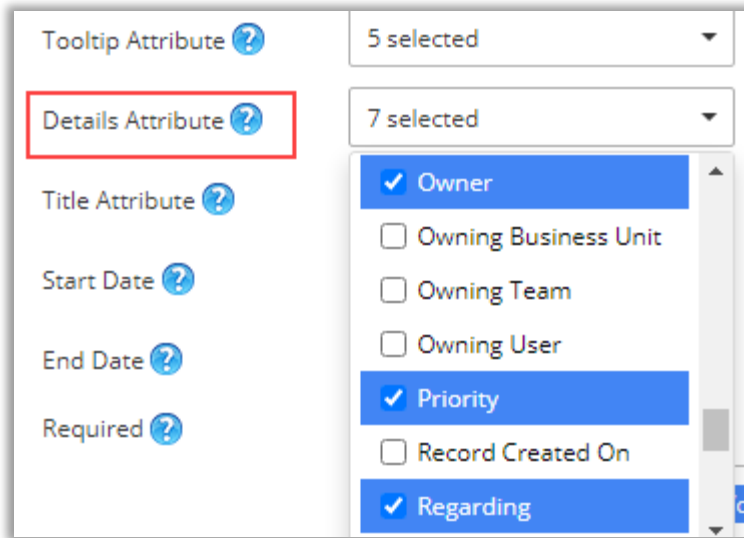 Tooltip Attribute ? 5 selected
Details Attribute ? 7 selected
Owner
Title Attribute ?
Owning Business Unit
Start Date ?
Owning Team
Owning User
End Date ?
Priority
Required ?
Record Created On
Regarding